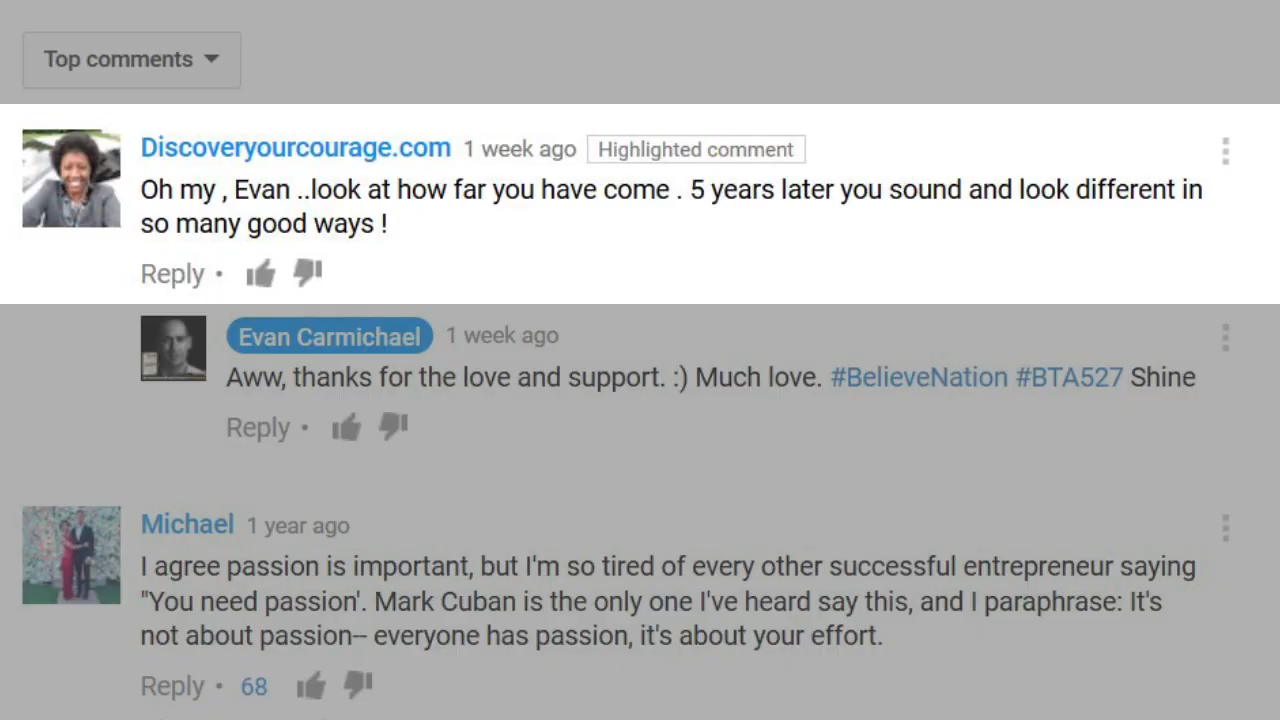 Top comments
Discoveryourcourage.com 1 week ago Highlighted comment
Oh my , Evan ..look at how far you have come . 5 years later you sound and look different in
so many good ways !
Reply •
Evan Carmichael 1 week ago
Aww, thanks for the love and support. :) Much love. #BelieveNation #BTA527 Shine
Reply •
Michael 1 year ago
I agree passion is important, but I'm so tired of every other successful entrepreneur saying
"You need passion'. Mark Cuban is the only one I've heard say this, and I paraphrase: It's
not about passion-- everyone has passion, it's about your effort.
Reply • 68